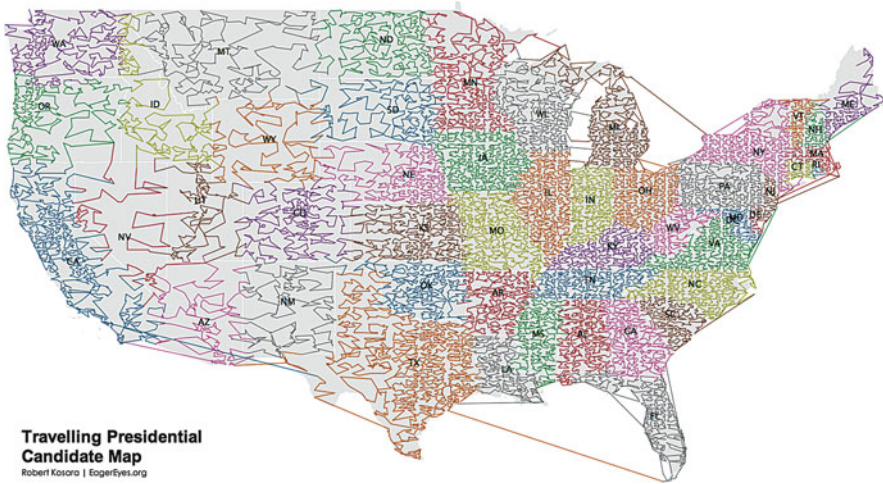 WA
MT
ND
MN
OR
ID
SD
WI
MI
ME
VT
NH
WY
NY
MA
CT
RI
NE
IA
PA
NV
UT
CO
IL
IN
OH
NJ
KS
MO
WV
MD
DE
DC
VA
CA
KY
AZ
NM
OK
AR
TN
NC
SC
TX
LA
MS
AL
GA
FL
Travelling Presidential
Candidate Map
Robert Kosara | EagerEyes.org